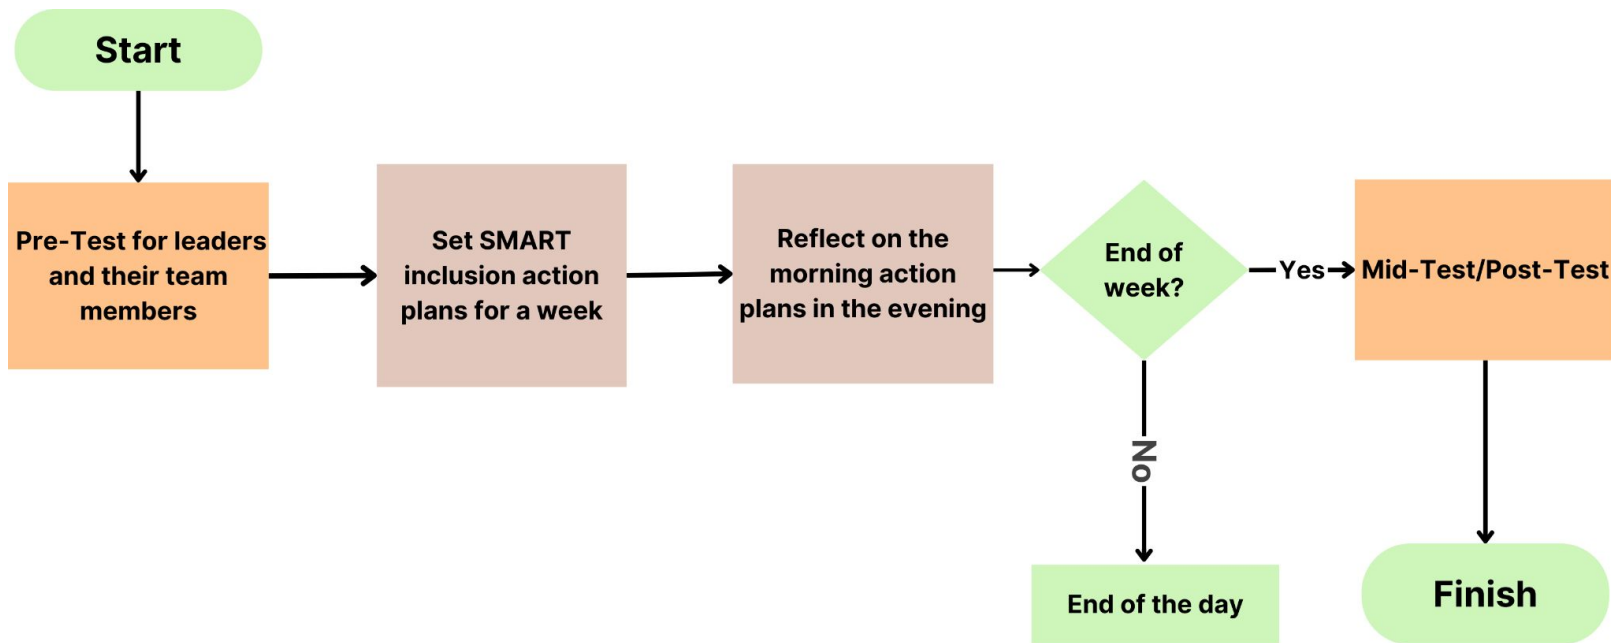 Start
Pre-Test for leaders
and their team
members
Set SMART
inclusion action
plans for a week
Reflect on the
morning action
plans in the evening
End of
week?
Yes
Mid-Test/Post-Test
No
End of the day
Finish